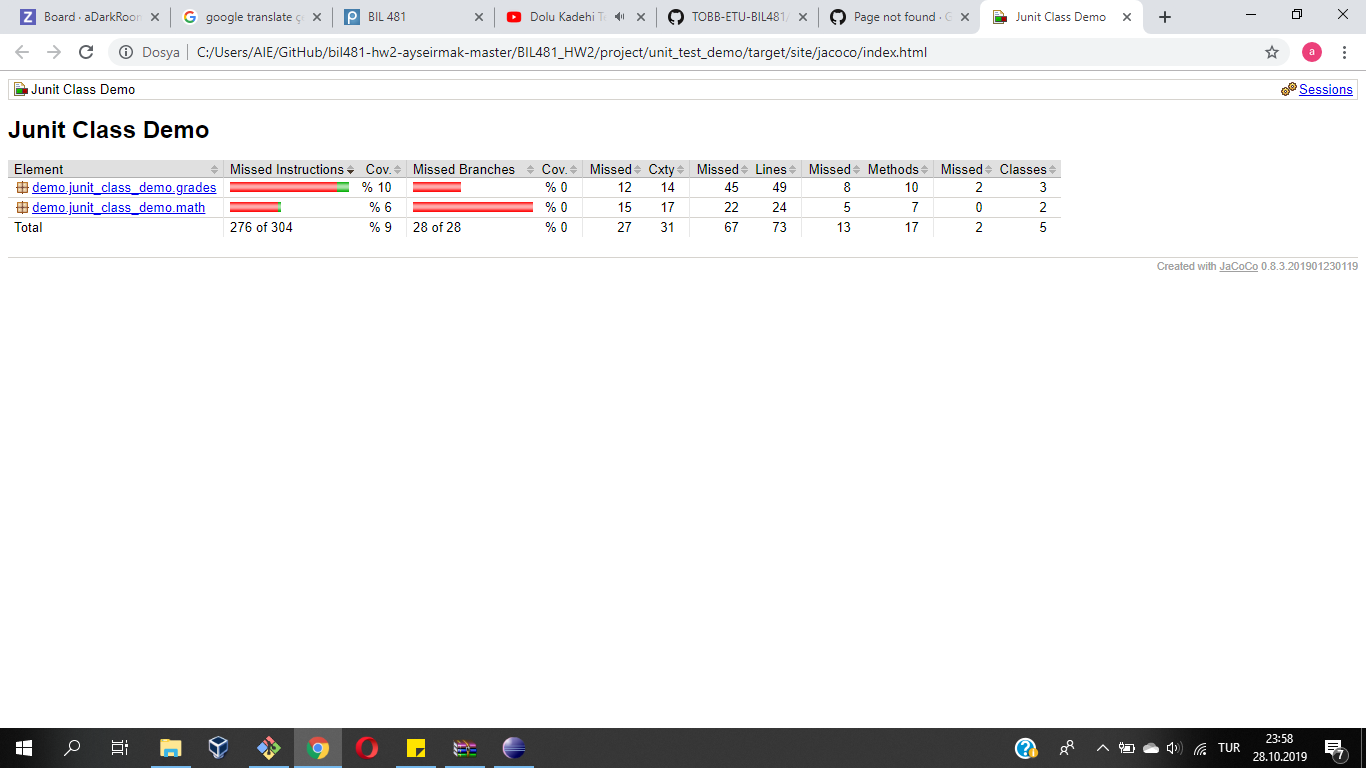 Board · aDarkRoom
google translate ç
BIL 481
Dolu Kadehi Te
TOBB-ETU-BIL481/
Page not found · G
Junit Class Demo
Dosya
C:/Users/AIE/GitHub/bil481-hw2-ayseirmak-master/BIL481_HW2/project/unit_test_demo/target/site/jacoco/index.html
a
Junit Class Demo
Sessions
Junit Class Demo
Element Missed Instructions Cov. Missed Branches Cov. Missed Cxty Missed Lines Missed Methods Missed Classes
demo.junit_class_demo.grades % 10 % 0 12 14 45 49 8 10 2 3
demo.junit_class_demo.math % 6 % 0 15 17 22 24 5 7 0 2
Total 276 of 304 % 9 28 of 28 % 0 27 31 67 73 13 17 2 5
Created with JaCoCo 0.8.3.201901230119
TUR
23:58
28.10.2019
7